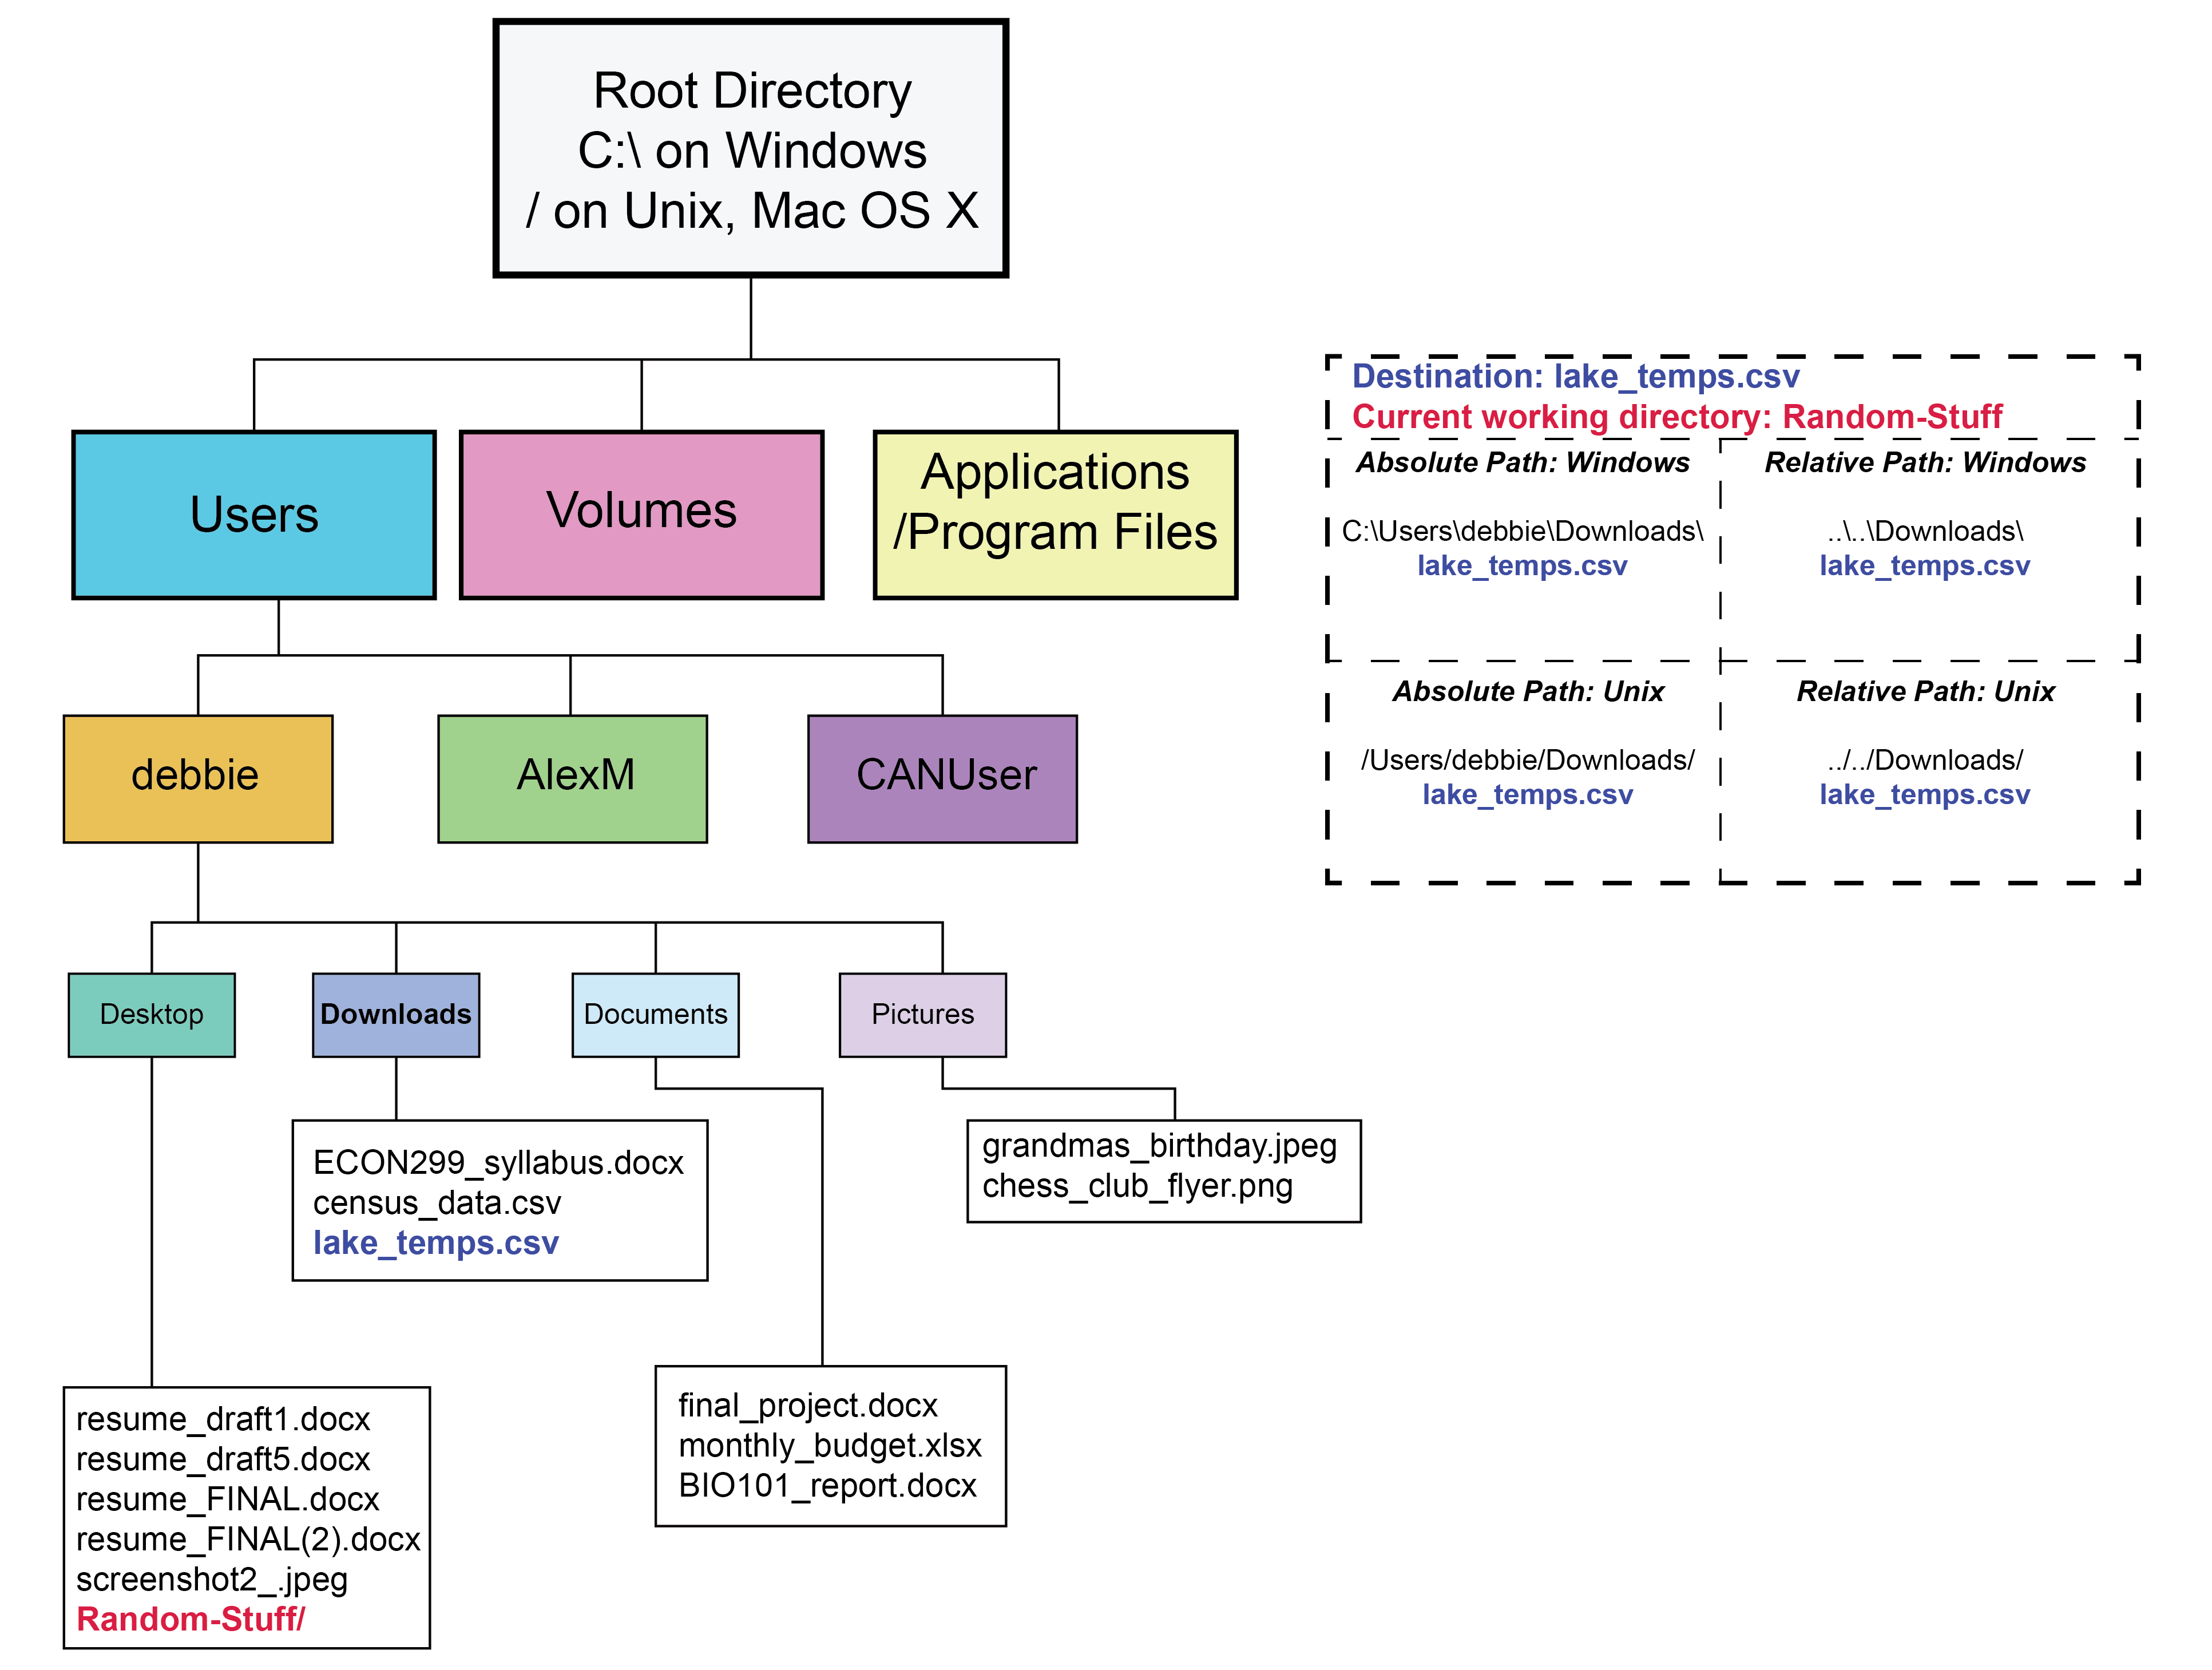 Root Directory
C:\ on Windows
/ on Unix, Mac OS X
Users
Volumes
Applications
/Program Files
debbie
AlexM
CANUser
Desktop
Downloads
Documents
Pictures
ECON299_syllabus.docx
census_data.csv
lake_temps.csv
grandmas_birthday.jpeg
chess_club_flyer.png
resume_draft1.docx
resume_draft5.docx
resume_FINAL.docx
resume_FINAL(2).docx
screenshot2_.jpeg
Random-Stuff/
final_project.docx
monthly_budget.xlsx
BIO101_report.docx
Destination: lake_temps.csv
Current working directory: Random-Stuff
Absolute Path: Windows
C:\Users\debbie\Downloads\
lake_temps.csv
Relative Path: Windows
..\..\Downloads\
lake_temps.csv
Absolute Path: Unix
/Users/debbie/Downloads/
lake_temps.csv
Relative Path: Unix
../../Downloads/
lake_temps.csv